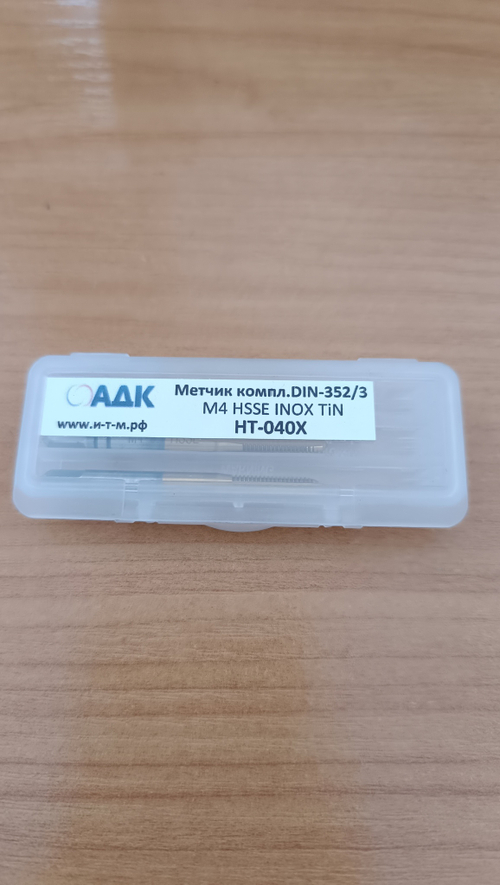 АДК
www.и-т-м.рф
Метчик компл.DIN-352/3
M4 HSSE INOX TiN
HT-040X